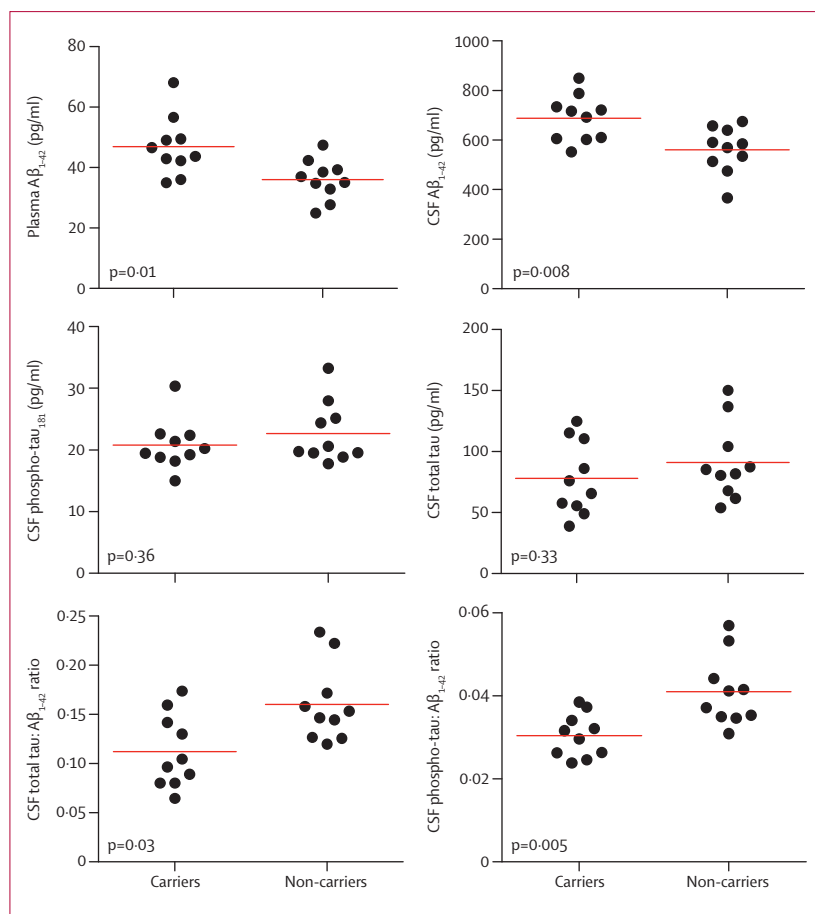 Plasma Aβ1–42 (pg/ml)
80
60
40
20
0
p=0·01
CSF Aβ1–42 (pg/ml)
1000
800
600
400
200
0
p=0·008
CSF phospho-tau181 (pg/ml)
40
30
20
10
0
p=0·36
CSF total tau (pg/ml)
200
150
100
50
0
p=0·33
CSF total tau: Aβ1–42 ratio
0·25
0·20
0·15
0·10
0·05
0
p=0·03
Carriers
Non-carriers
CSF phospho-tau: Aβ1–42 ratio
0·06
0·04
0·02
0
p=0·005
Carriers
Non-carriers